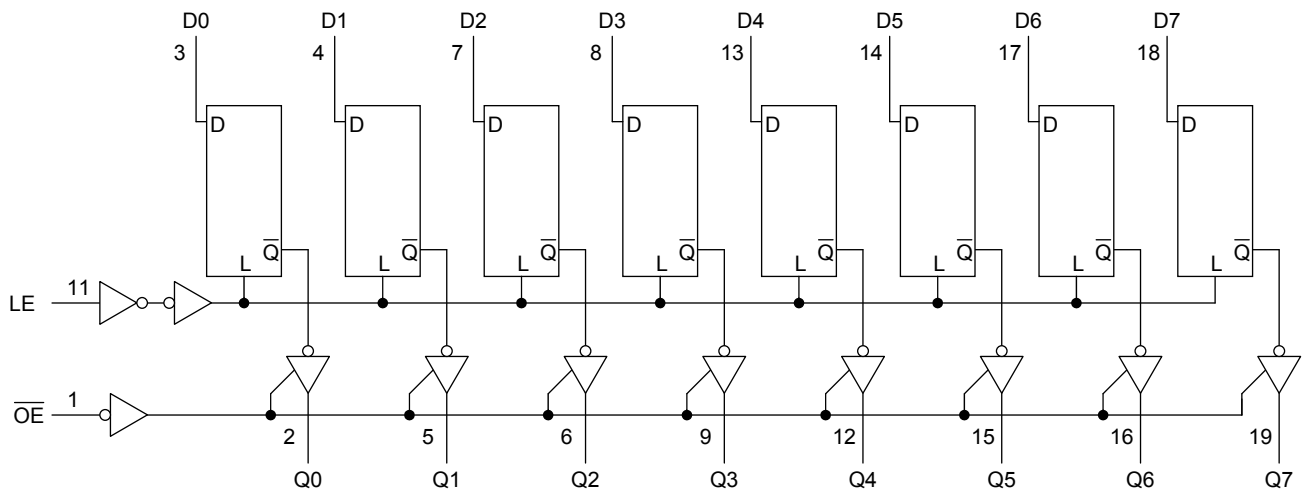 D0 D1 D2 D3 D4 D5 D6 D7
3 4 7 8 13 14 17 18
D D D D D D D D
Q̅ Q̅ Q̅ Q̅ Q̅ Q̅ Q̅ Q̅
L L L L L L L L
LE 11
O̅E̅ 1
2 5 6 9 12 15 16 19
Q0 Q1 Q2 Q3 Q4 Q5 Q6 Q7